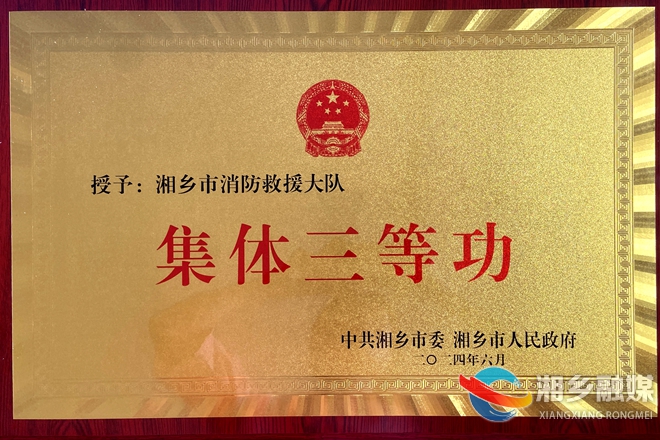 授予：湘乡市消防救援大队
集体三等功
中共湘乡市委 湘乡市人民政府
二〇二四年六月
湘乡融媒
XIANGXIANG RONGMEI